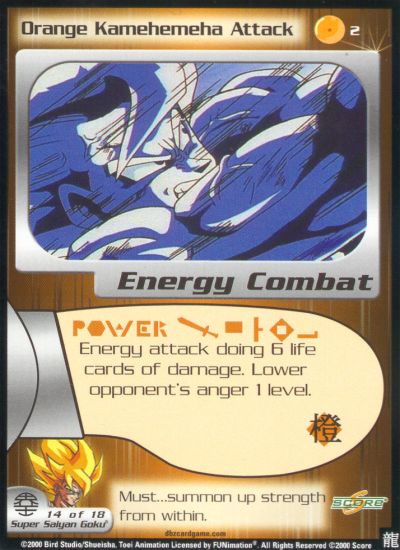 Orange Kamehemeha Attack 2
Energy Combat
POWER
Energy attack doing 6 life
cards of damage. Lower
opponent's anger 1 level.
橙
Must...summon up strength
from within.
SCORE
14 of 18
Super Saiyan Goku
dbzcardgame.com
©2000 Bird Studio/Shueisha, Toei Animation Licensed by FUNimation® All Rights Reserved ©2000 Score
龍